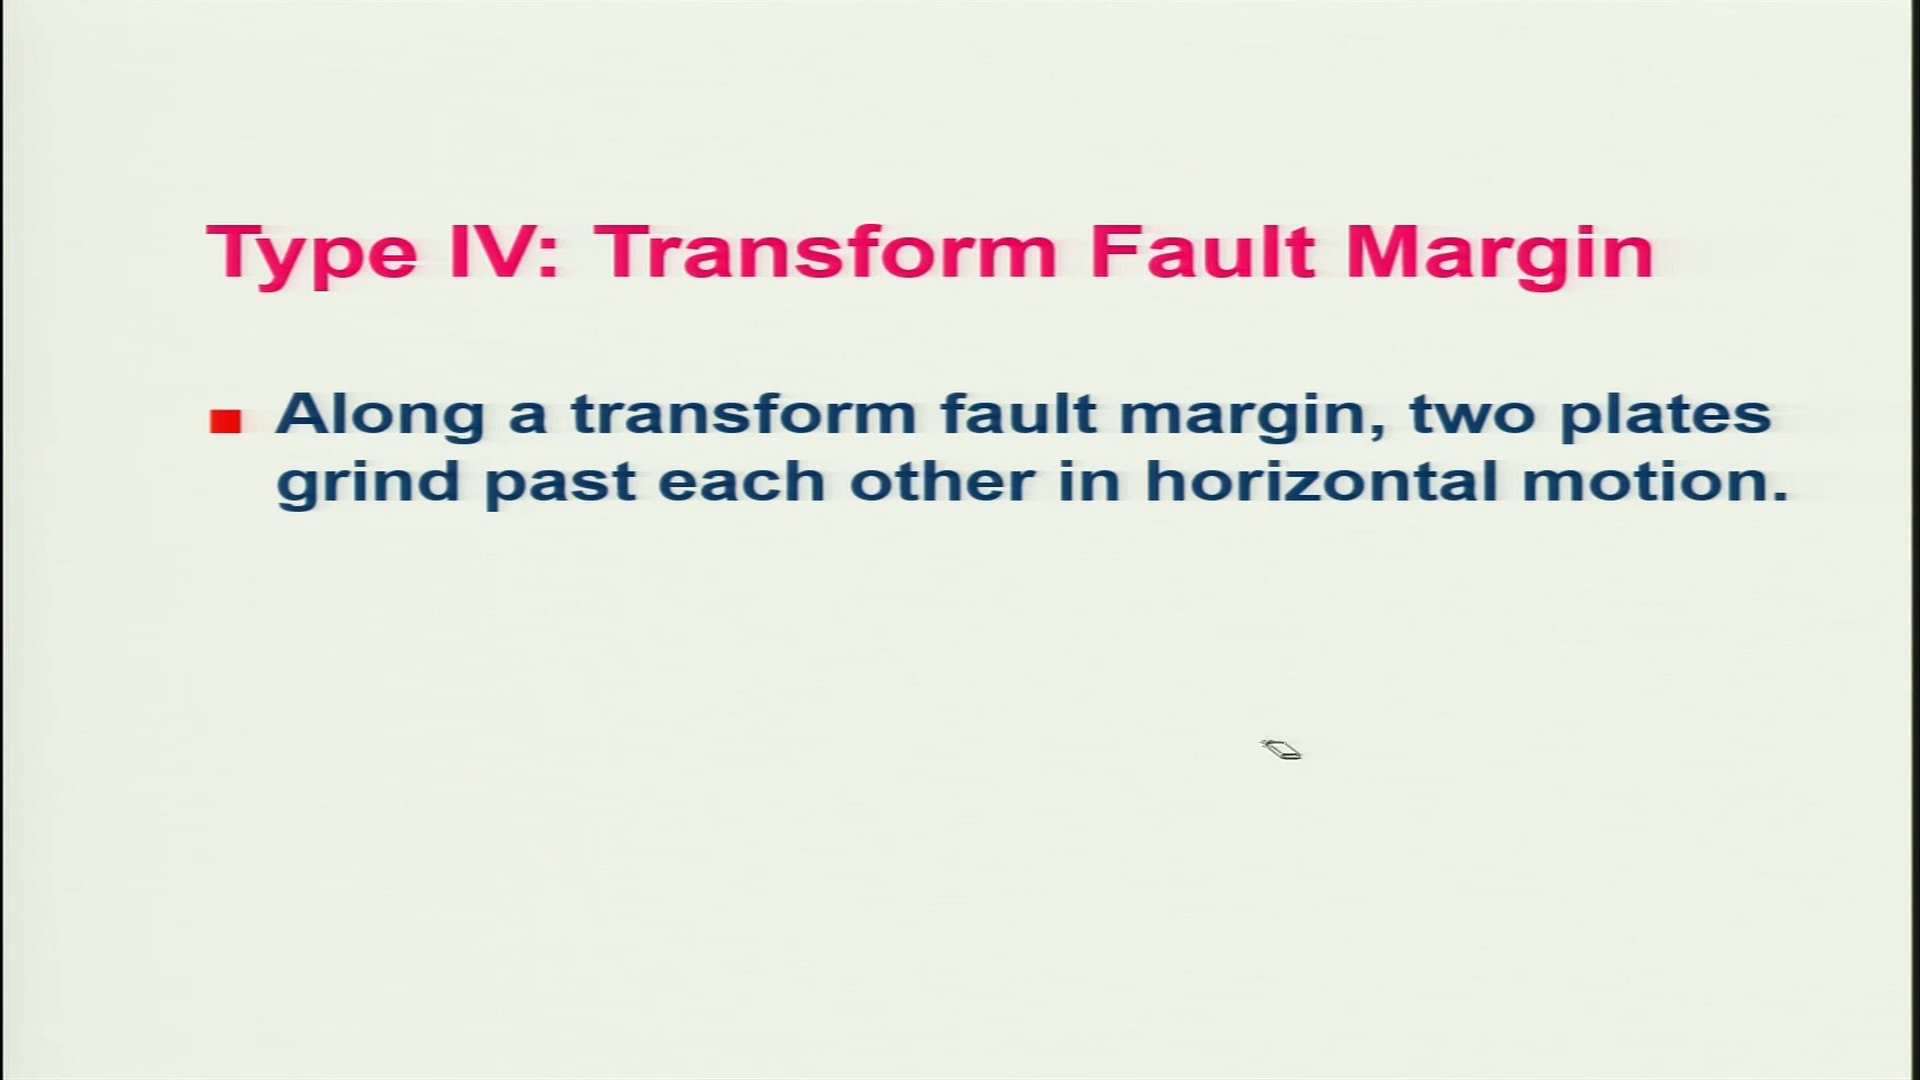 Type IV: Transform Fault Margin
Along a transform fault margin, two plates
grind past each other in horizontal motion.